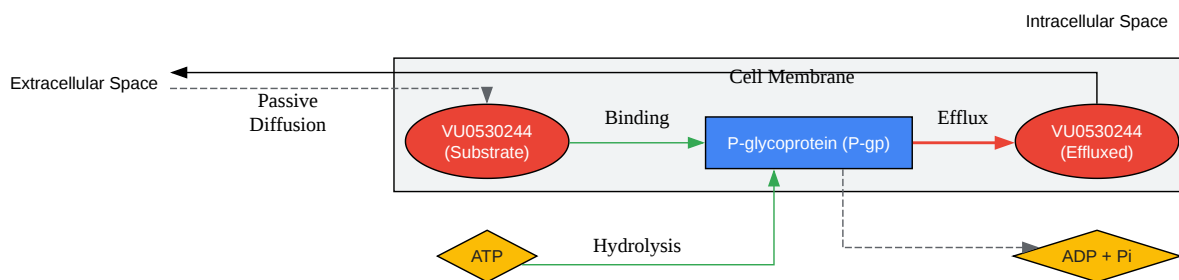 Intracellular Space
Cell Membrane
Extracellular Space
Passive
Diffusion
VU0530244
(Substrate)
Binding
P-glycoprotein (P-gp)
Efflux
VU0530244
(Effluxed)
ATP
Hydrolysis
ADP + Pi